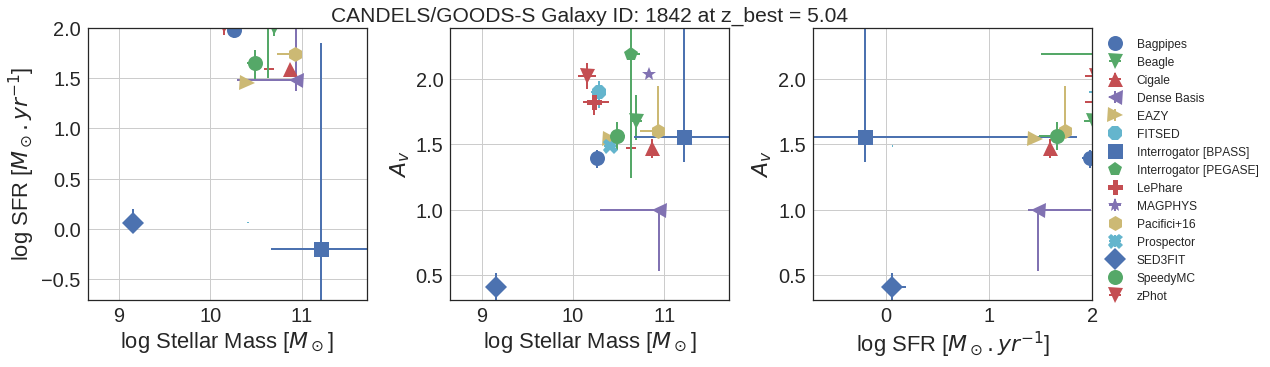 CANDELS/GOODS-S Galaxy ID: 1842 at z_best = 5.04
log SFR [M⊙.yr⁻¹]
2.0
1.5
1.0
0.5
0.0
−0.5
9
10
11
log Stellar Mass [M⊙]
Av
2.0
1.5
1.0
0.5
9
10
11
log Stellar Mass [M⊙]
Av
2.0
1.5
1.0
0.5
0
1
2
log SFR [M⊙.yr⁻¹]
Bagpipes
Beagle
Cigale
Dense Basis
EAZY
FITSED
Interrogator [BPASS]
Interrogator [PEGASE]
LePhare
MAGPHYS
Pacifici+16
Prospector
SED3FIT
SpeedyMC
zPhot